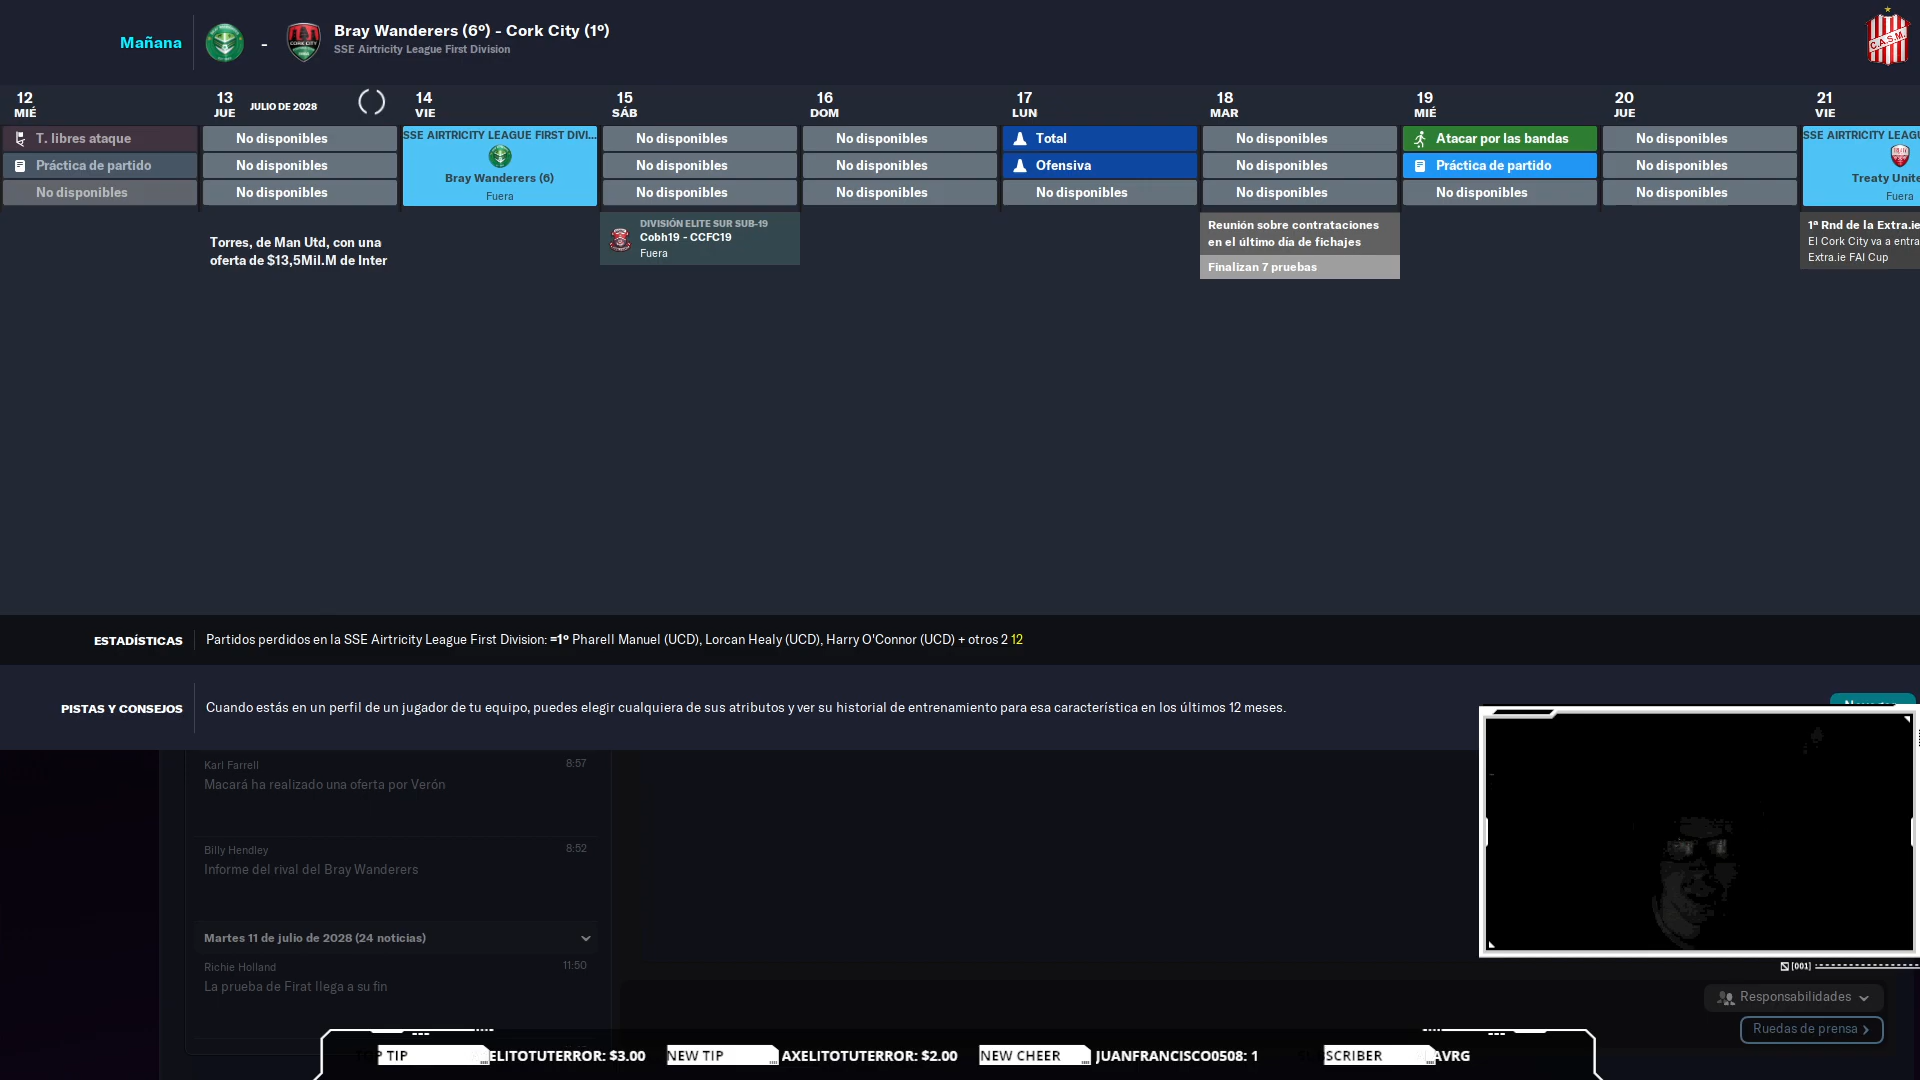 Mañana
-
Bray Wanderers (6º) - Cork City (1º)
SSE Airtricity League First Division
C.A.S.M.
12
MIÉ
13
JUE
JULIO DE 2028
14
VIE
15
SÁB
16
DOM
17
LUN
18
MAR
19
MIÉ
20
JUE
21
VIE
T. libres ataque
Práctica de partido
No disponibles
No disponibles
No disponibles
No disponibles
SSE AIRTRICITY LEAGUE FIRST DIVI...
Bray Wanderers (6)
Fuera
No disponibles
No disponibles
No disponibles
No disponibles
No disponibles
No disponibles
Total
Ofensiva
No disponibles
No disponibles
No disponibles
No disponibles
Atacar por las bandas
Práctica de partido
No disponibles
No disponibles
No disponibles
No disponibles
SSE AIRTRICITY LEAGU
Treaty Unite
Fuera
Torres, de Man Utd, con una
oferta de $13,5Mil.M de Inter
DIVISIÓN ELITE SUR SUB-19
Cobh19 - CCFC19
Fuera
Reunión sobre contrataciones
en el último día de fichajes
Finalizan 7 pruebas
1ª Rnd de la Extra.ie
El Cork City va a entra
Extra.ie FAI Cup
ESTADÍSTICAS
Partidos perdidos en la SSE Airtricity League First Division: =1º Pharell Manuel (UCD), Lorcan Healy (UCD), Harry O'Connor (UCD) + otros 2 12
PISTAS Y CONSEJOS
Cuando estás en un perfil de un jugador de tu equipo, puedes elegir cualquiera de sus atributos y ver su historial de entrenamiento para esa característica en los últimos 12 meses.
Karl Farrell
8:57
Macará ha realizado una oferta por Verón
Billy Hendley
8:52
Informe del rival del Bray Wanderers
Martes 11 de julio de 2028 (24 noticias)
Richie Holland
11:50
La prueba de Firat llega a su fin
[001]
Responsabilidades
Ruedas de prensa
P TIP
ELITOTUTERROR: $3.00
NEW TIP
AXELITOTUTERROR: $2.00
NEW CHEER
JUANFRANCISCO0508: 1
SCRIBER
AVRG